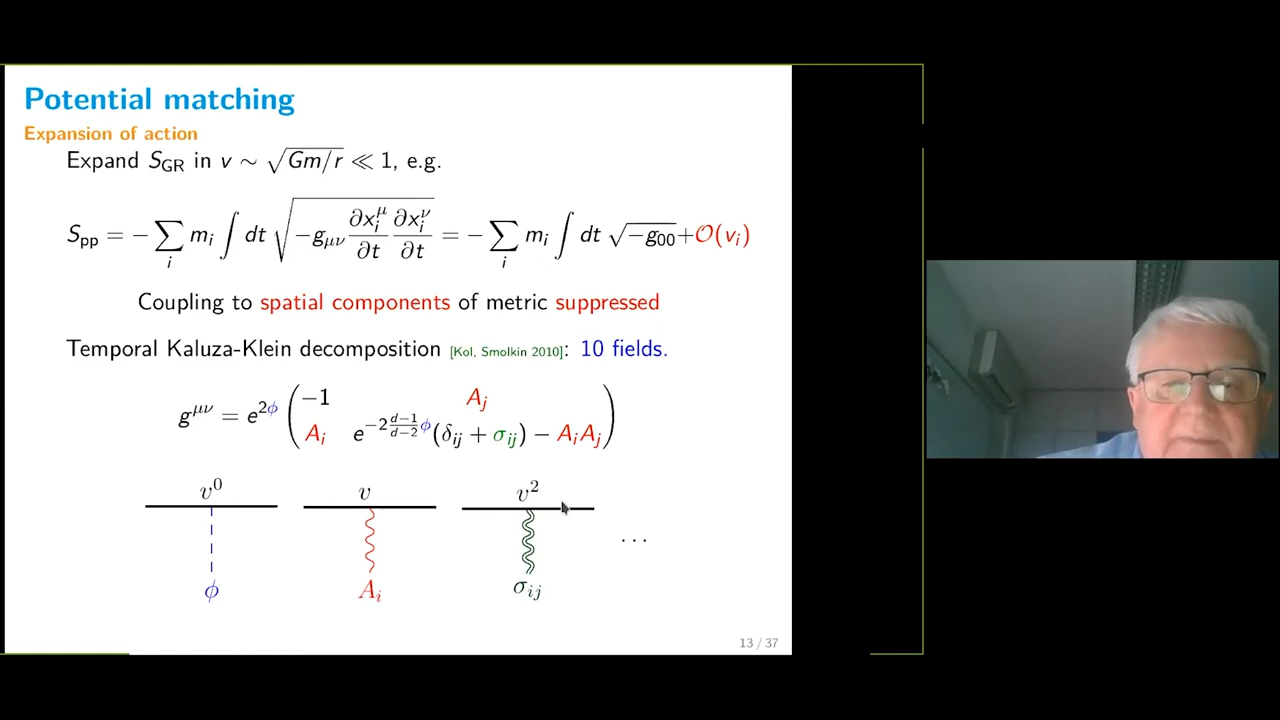 Potential matching
Expansion of action
Expand S_GR in v ∼ √(Gm/r) ≪ 1, e.g.
S_pp = − ∑_i m_i ∫ dt √(−g_μν ∂x_i^μ/∂t ∂x_i^ν/∂t) = − ∑_i m_i ∫ dt √(−g_00) + O(v_i)
Coupling to spatial components of metric suppressed
Temporal Kaluza-Klein decomposition [Kol, Smolkin 2010]: 10 fields.
g^μν = e^{2ϕ} ( −1 A_j
A_i e^{−2 (d−1)/(d−2) ϕ}(δ_ij + σ_ij) − A_i A_j )
v^0 v v^2
...
ϕ A_i σ_ij
13 / 37